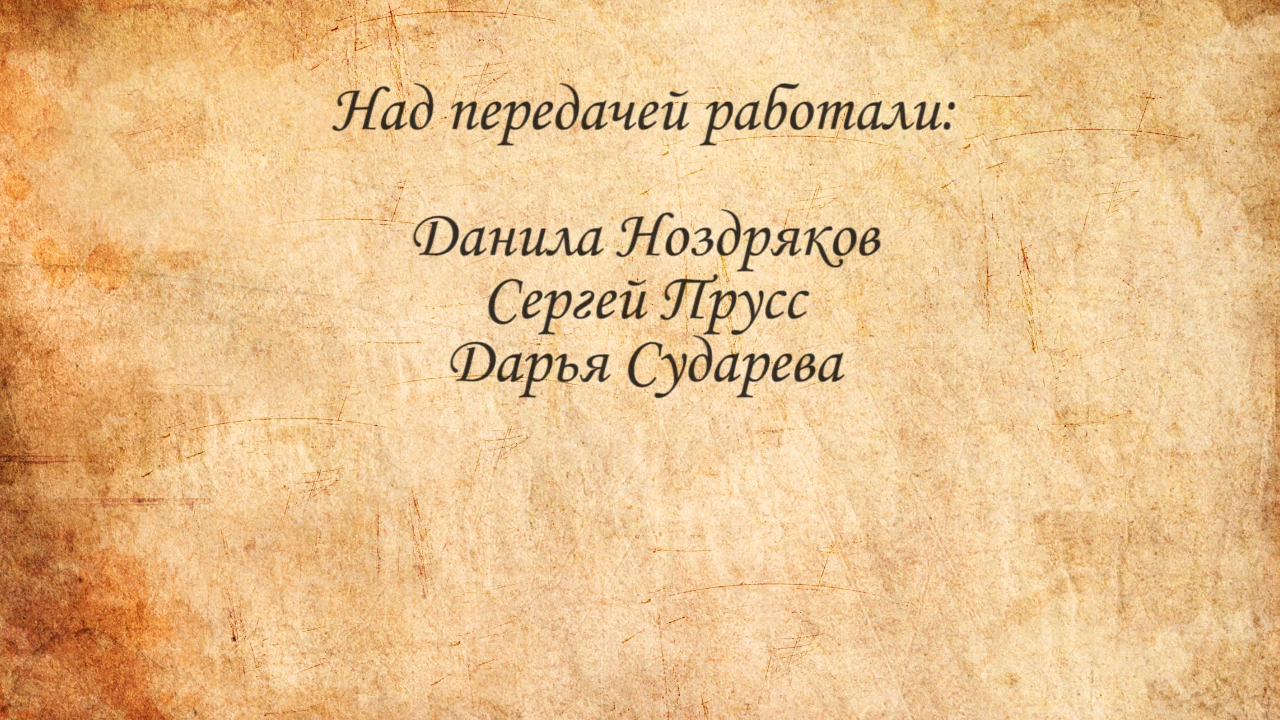 Над передачей работали:
Данила Ноздряков
Сергей Прусс
Дарья Сударева